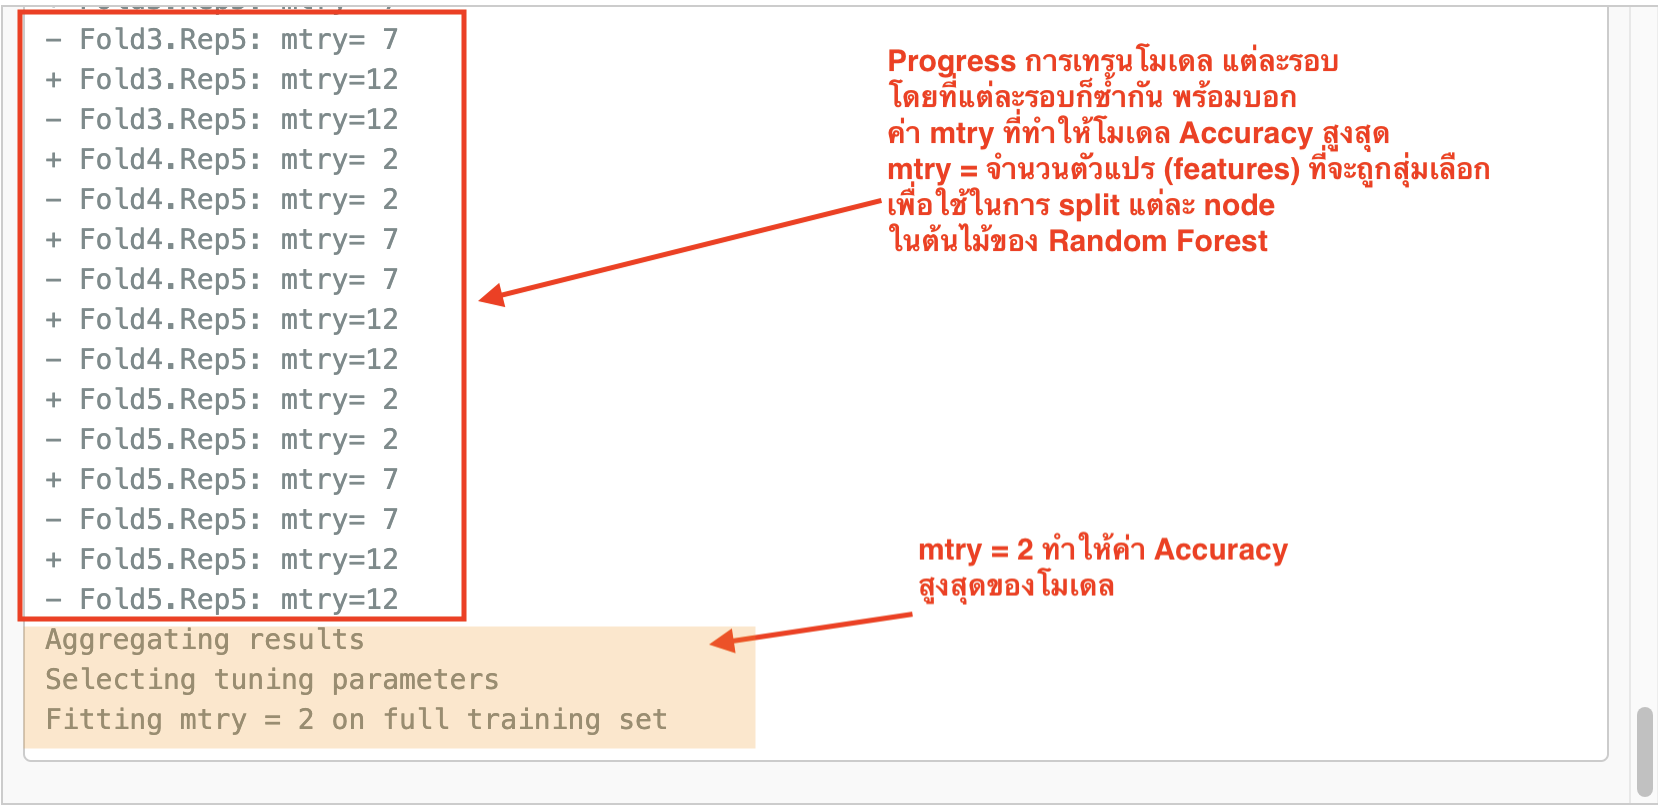 - Fold3.Rep5: mtry= 7
+ Fold3.Rep5: mtry=12
- Fold3.Rep5: mtry=12
+ Fold4.Rep5: mtry= 2
- Fold4.Rep5: mtry= 2
+ Fold4.Rep5: mtry= 7
- Fold4.Rep5: mtry= 7
+ Fold4.Rep5: mtry=12
- Fold4.Rep5: mtry=12
+ Fold5.Rep5: mtry= 2
- Fold5.Rep5: mtry= 2
+ Fold5.Rep5: mtry= 7
- Fold5.Rep5: mtry= 7
+ Fold5.Rep5: mtry=12
- Fold5.Rep5: mtry=12
Aggregating results
Selecting tuning parameters
Fitting mtry = 2 on full training set
Progress การเทรนโมเดล แต่ละรอบ
โดยที่แต่ละรอบก็ซ้ำกัน พร้อมบอก
ค่า mtry ที่ทำให้โมเดล Accuracy สูงสุด
mtry = จำนวนตัวแปร (features) ที่จะถูกสุ่มเลือก
เพื่อใช้ในการ split แต่ละ node
ในต้นไม้ของ Random Forest
mtry = 2 ทำให้ค่า Accuracy
สูงสุดของโมเดล